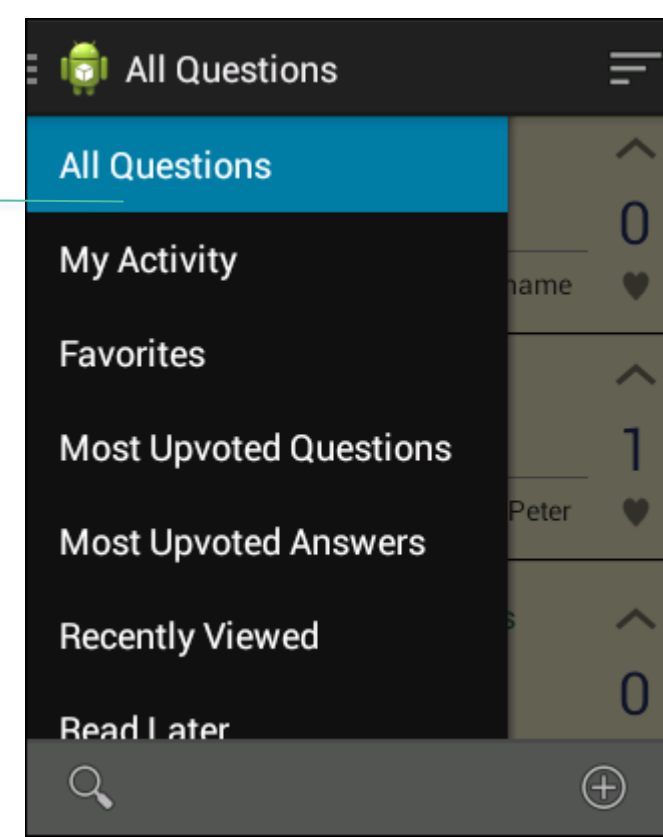 All Questions
All Questions
0
My Activity
name
Favorites
Most Upvoted Questions
1
Peter
Most Upvoted Answers
Recently Viewed
s
0
Read Later